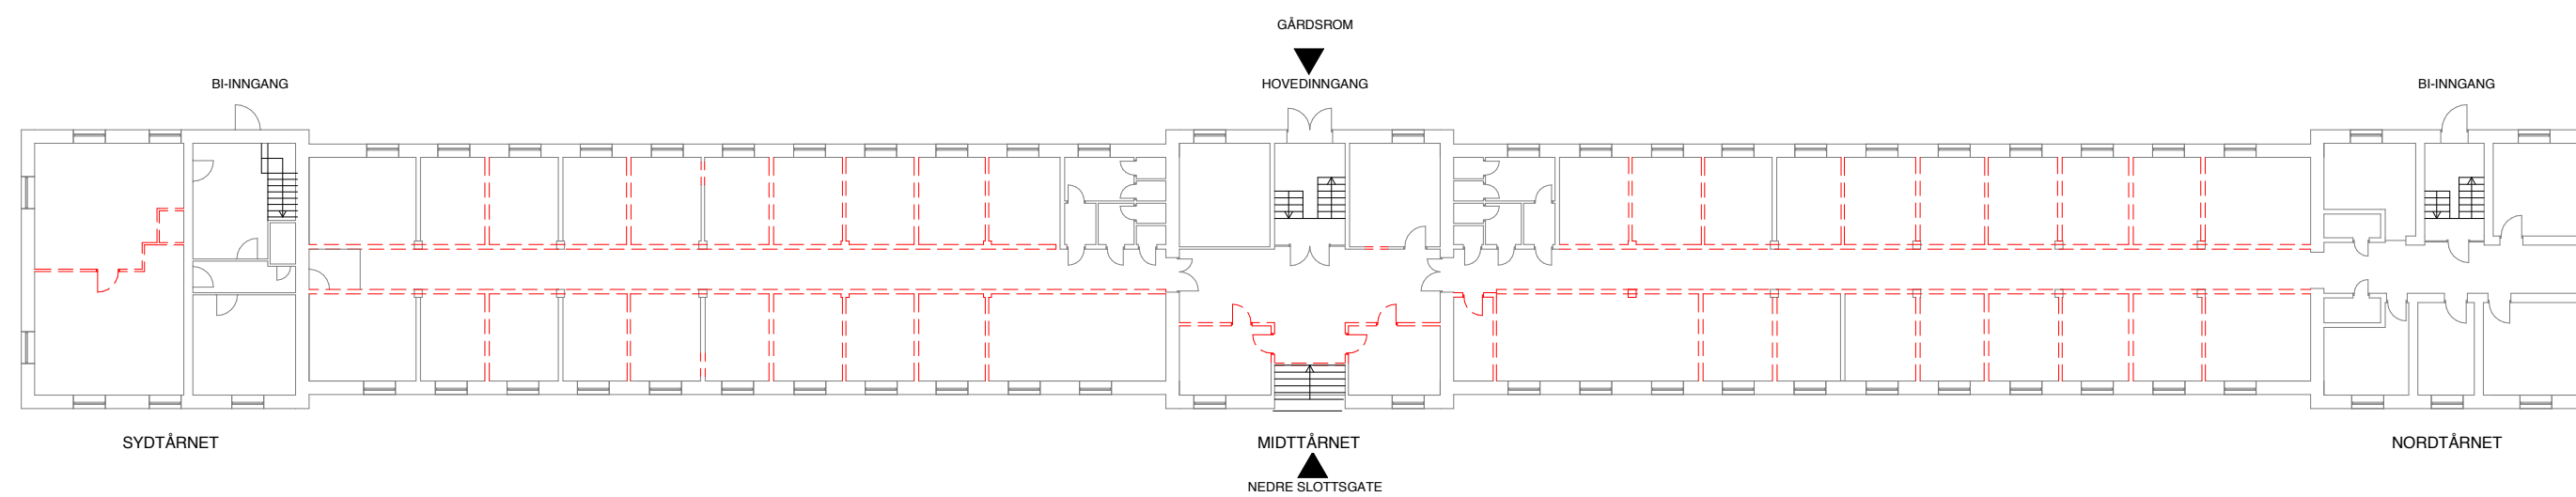 GÅRDSROM
BI-INNGANG
HOVEDINNGANG
BI-INNGANG
SYDTÅRNET
MIDTTÅRNET
NORDTÅRNET
NEDRE SLOTTSGATE